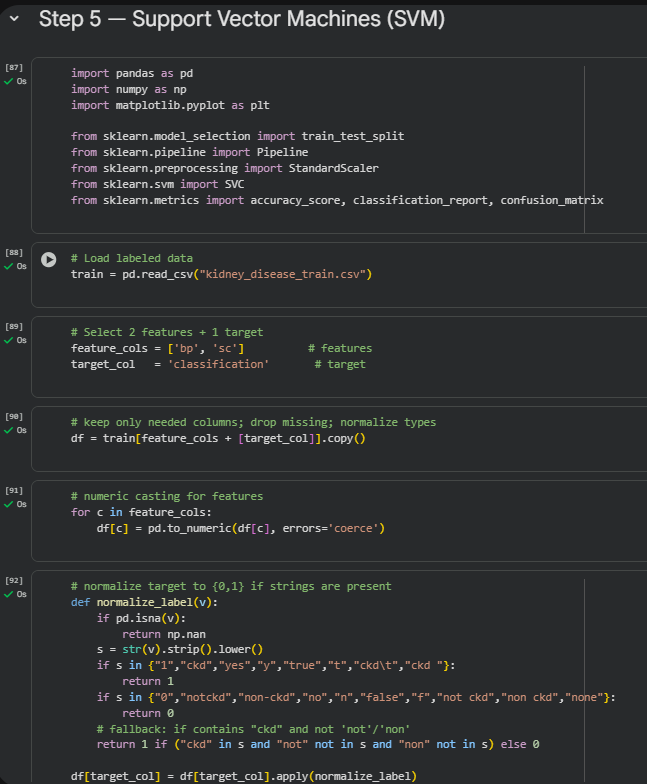 Step 5 — Support Vector Machines (SVM)
[87]
0s
import pandas as pd
import numpy as np
import matplotlib.pyplot as plt
from sklearn.model_selection import train_test_split
from sklearn.pipeline import Pipeline
from sklearn.preprocessing import StandardScaler
from sklearn.svm import SVC
from sklearn.metrics import accuracy_score, classification_report, confusion_matrix
[88]
0s
# Load labeled data
train = pd.read_csv("kidney_disease_train.csv")
[89]
0s
# Select 2 features + 1 target
feature_cols = ['bp', 'sc']          # features
target_col   = 'classification'       # target
[90]
0s
# keep only needed columns; drop missing; normalize types
df = train[feature_cols + [target_col]].copy()
[91]
0s
# numeric casting for features
for c in feature_cols:
    df[c] = pd.to_numeric(df[c], errors='coerce')
[92]
0s
# normalize target to {0,1} if strings are present
def normalize_label(v):
    if pd.isna(v):
        return np.nan
    s = str(v).strip().lower()
    if s in {"1","ckd","yes","y","true","t","ckd\t","ckd "}:
        return 1
    if s in {"0","notckd","non-ckd","no","n","false","f","not ckd","non ckd","none"}:
        return 0
    # fallback: if contains "ckd" and not 'not'/'non'
    return 1 if ("ckd" in s and "not" not in s and "non" not in s) else 0
df[target_col] = df[target_col].apply(normalize_label)